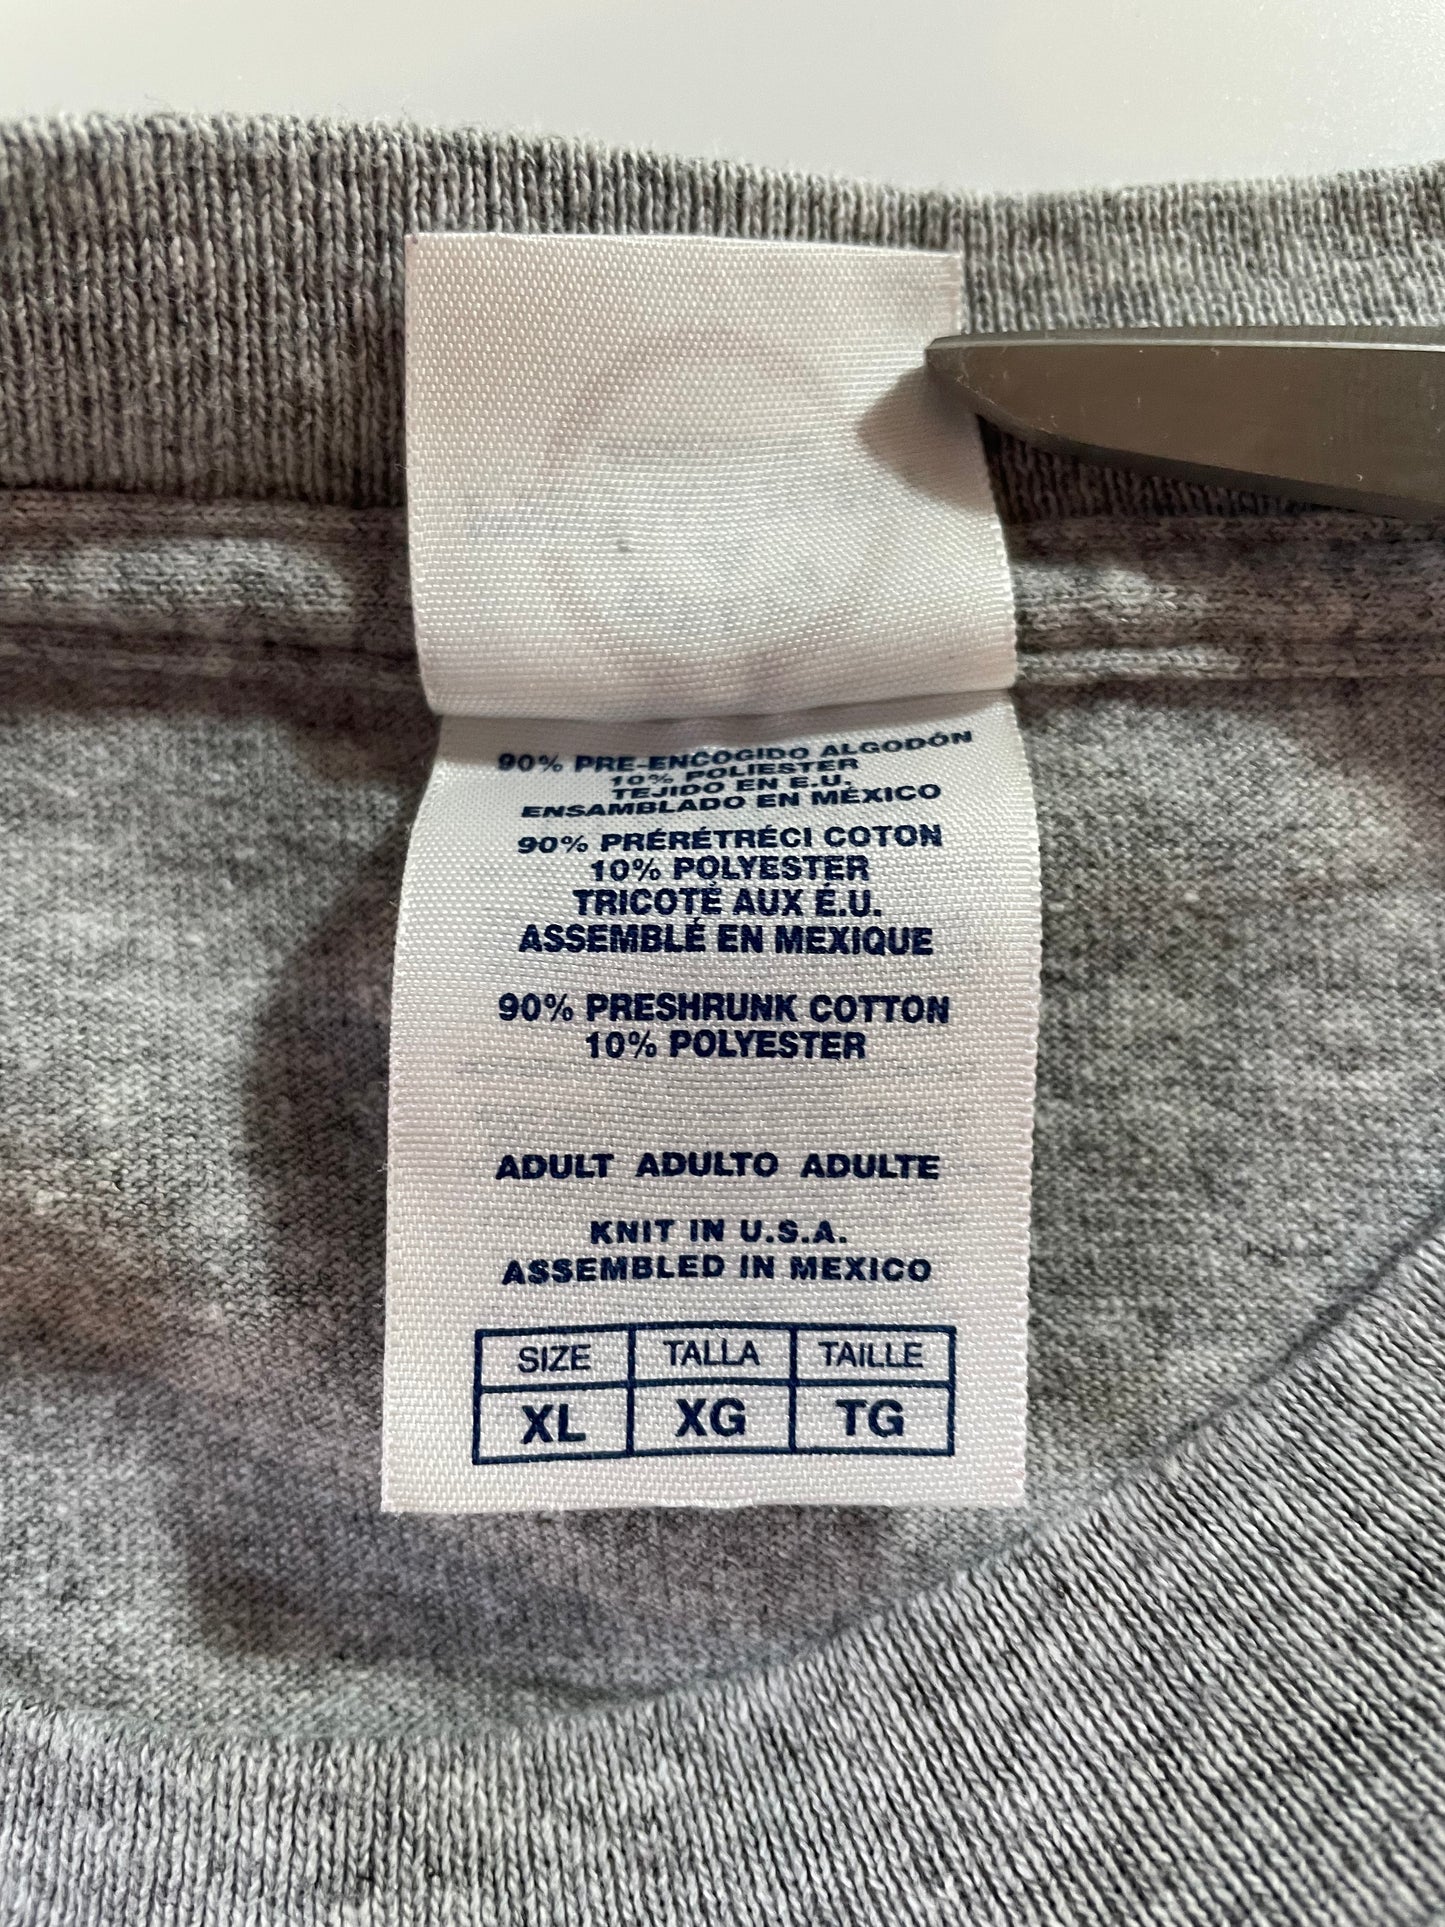 90% PRE-ENCOGIDO ALGODÓN
10% POLIESTER
TEJIDO EN E.U.
ENSAMBLADO EN MÉXICO
90% PRÉRÉTRÉCI COTON
10% POLYESTER
TRICOTÉ AUX É.U.
ASSEMBLÉ EN MEXIQUE
90% PRESHRUNK COTTON
10% POLYESTER
ADULT ADULTO ADULTE
KNIT IN U.S.A.
ASSEMBLED IN MEXICO
SIZE TALLA TAILLE
XL XG TG